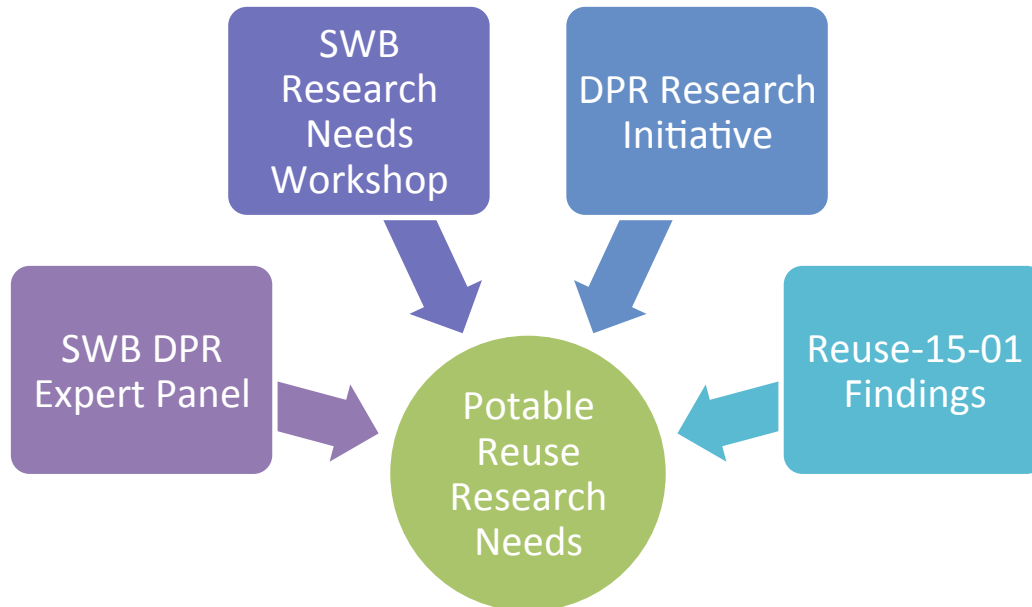 SWB
Research
Needs
Workshop
DPR Research
Initiative
SWB DPR
Expert Panel
Reuse-15-01
Findings
Potable
Reuse
Research
Needs